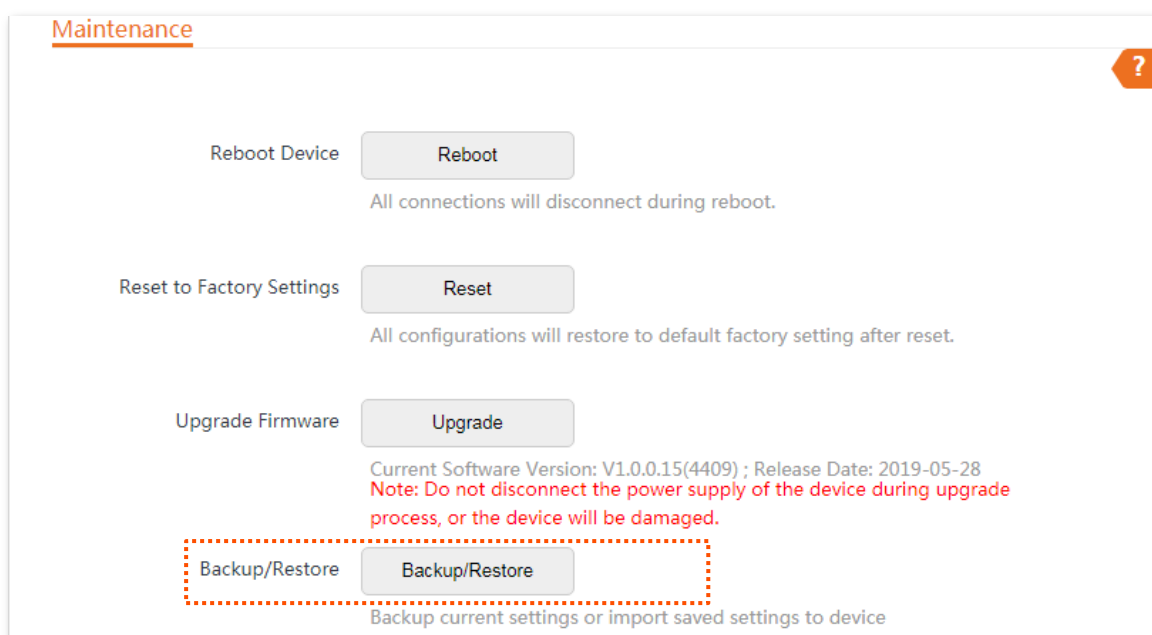 Maintenance
?
Reboot Device Reboot
All connections will disconnect during reboot.
Reset to Factory Settings Reset
All configurations will restore to default factory setting after reset.
Upgrade Firmware Upgrade
Current Software Version: V1.0.0.15(4409) ; Release Date: 2019-05-28
Note: Do not disconnect the power supply of the device during upgrade
process, or the device will be damaged.
Backup/Restore Backup/Restore
Backup current settings or import saved settings to device